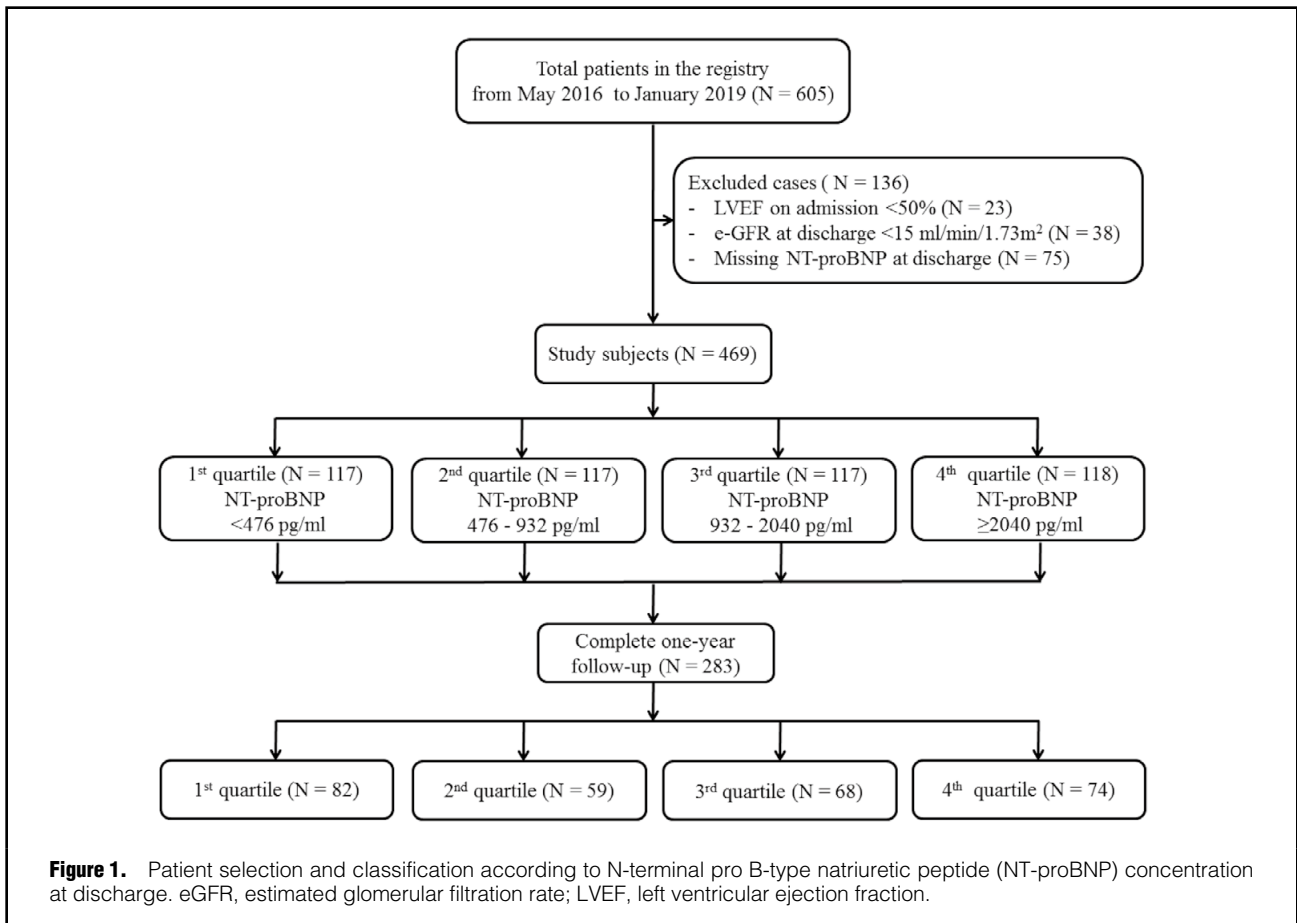 Total patients in the registry
from May 2016 to January 2019 (N = 605)
Excluded cases ( N = 136)
- LVEF on admission <50% (N = 23)
- e-GFR at discharge <15 ml/min/1.73m² (N = 38)
- Missing NT-proBNP at discharge (N = 75)
Study subjects (N = 469)
1st quartile (N = 117)
NT-proBNP
<476 pg/ml
2nd quartile (N = 117)
NT-proBNP
476 - 932 pg/ml
3rd quartile (N = 117)
NT-proBNP
932 - 2040 pg/ml
4th quartile (N = 118)
NT-proBNP
≥2040 pg/ml
Complete one-year
follow-up (N = 283)
1st quartile (N = 82)
2nd quartile (N = 59)
3rd quartile (N = 68)
4th quartile (N = 74)
Figure 1. Patient selection and classification according to N-terminal pro B-type natriuretic peptide (NT-proBNP) concentration
at discharge. eGFR, estimated glomerular filtration rate; LVEF, left ventricular ejection fraction.